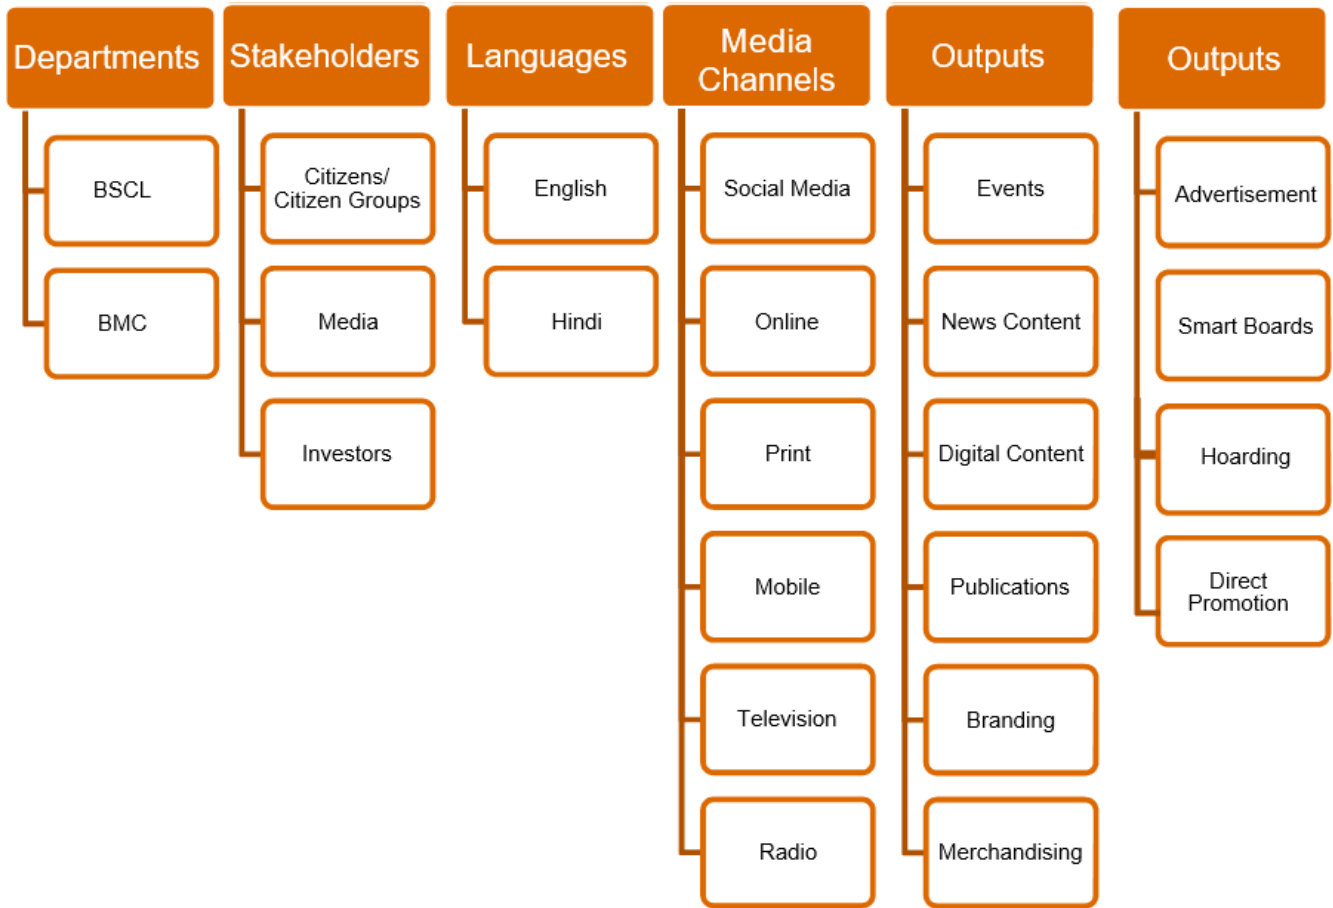 Departments
BSCL
BMC
Stakeholders
Citizens/
Citizen Groups
Media
Investors
Languages
English
Hindi
Media
Channels
Social Media
Online
Print
Mobile
Television
Radio
Outputs
Events
News Content
Digital Content
Publications
Branding
Merchandising
Outputs
Advertisement
Smart Boards
Hoarding
Direct
Promotion